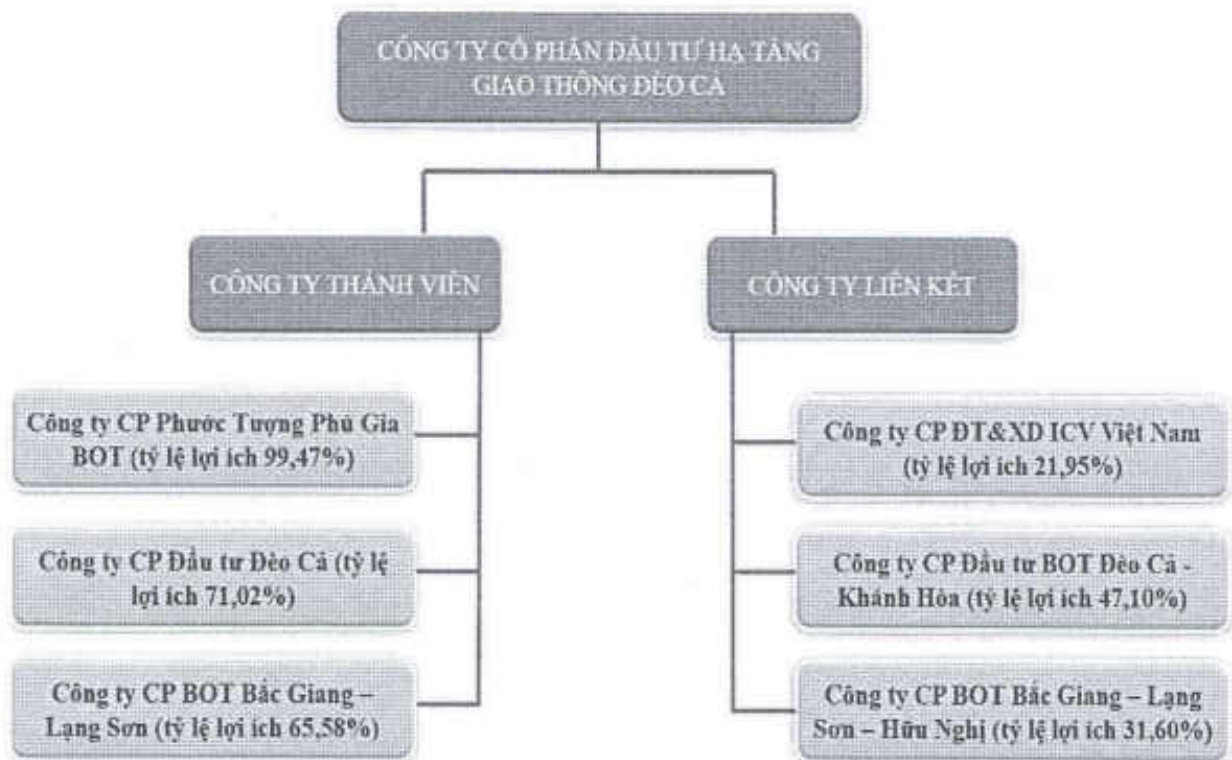 CÔNG TY CỔ PHẦN ĐẦU TƯ HẠ TẦNG
GIAO THÔNG ĐÈO CẢ
CÔNG TY THÀNH VIÊN
CÔNG TY LIÊN KẾT
Công ty CP Phước Tượng Phú Gia
BOT (tỷ lệ lợi ích 99,47%)
Công ty CP Đầu tư Đèo Cả (tỷ lệ
lợi ích 71,02%)
Công ty CP BOT Bắc Giang –
Lạng Sơn (tỷ lệ lợi ích 65,58%)
Công ty CP ĐT&XD ICV Việt Nam
(tỷ lệ lợi ích 21,95%)
Công ty CP Đầu tư BOT Đèo Cả -
Khánh Hòa (tỷ lệ lợi ích 47,10%)
Công ty CP BOT Bắc Giang – Lạng
Sơn – Hữu Nghị (tỷ lệ lợi ích 31,60%)